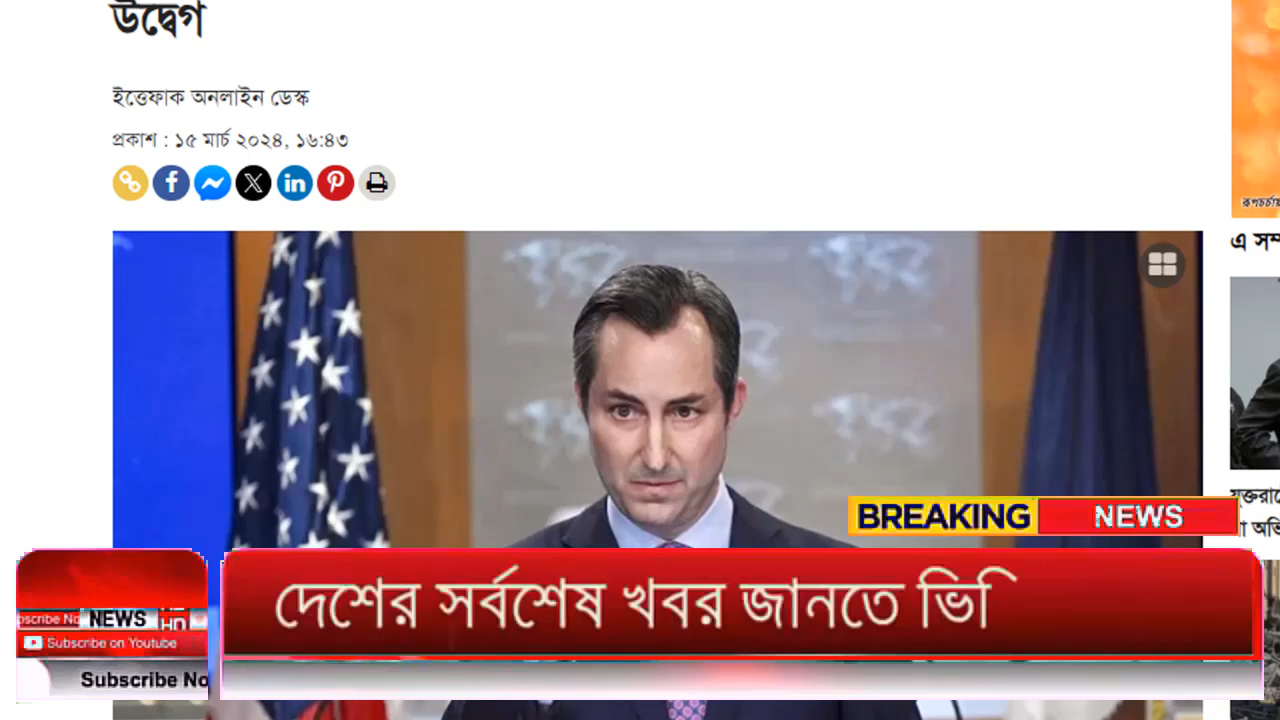 উদ্বেগ
ইত্তেফাক অনলাইন ডেস্ক
প্রকাশ : ১৫ মার্চ ২০২৪, ১৬:৪৩
এ সম
BREAKING NEWS
দেশের সর্বশেষ খবর জানতে ভি
NEWS
Subscribe on Youtube
Subscribe No